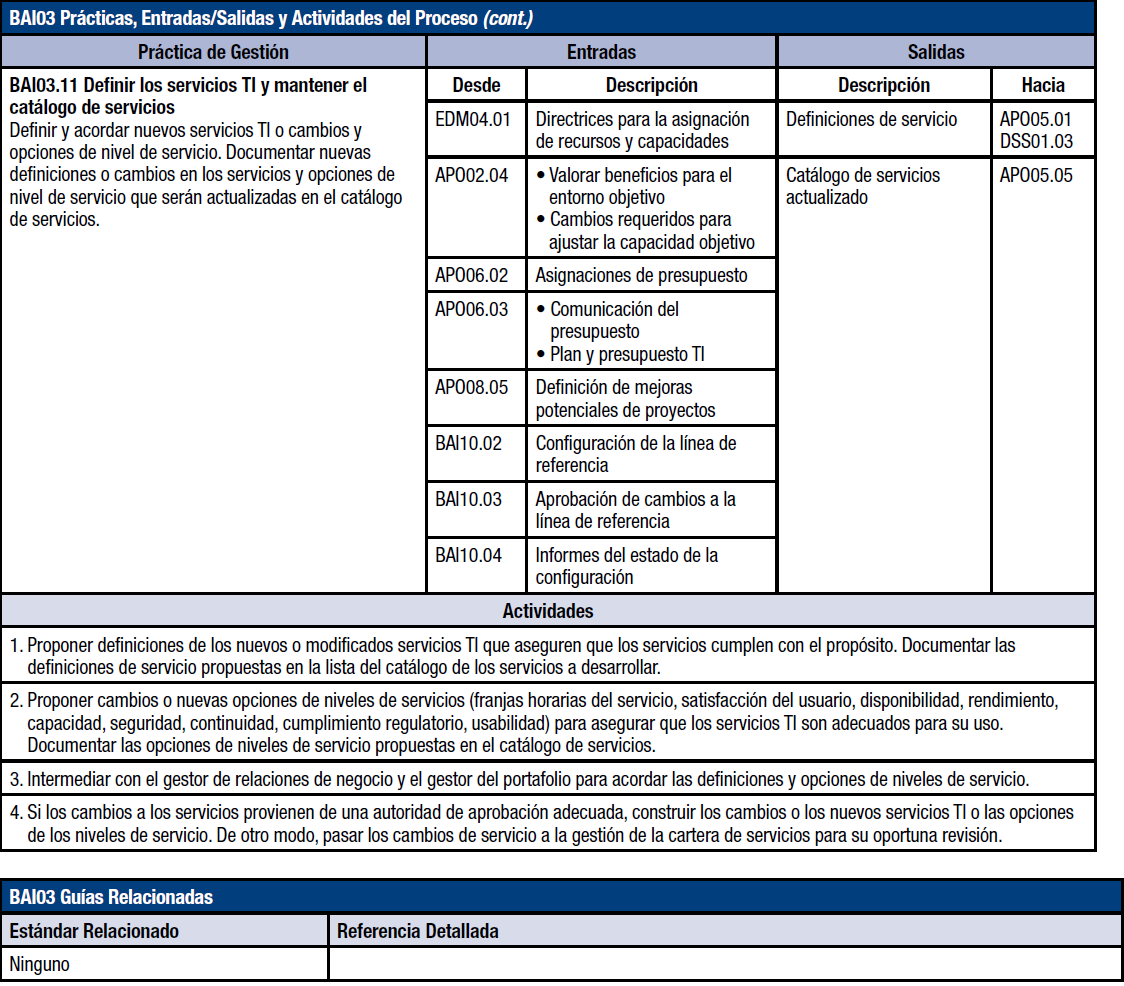 BAI03 Prácticas, Entradas/Salidas y Actividades del Proceso (cont.)
Práctica de Gestión
Entradas
Salidas
BAI03.11 Definir los servicios TI y mantener el
catálogo de servicios
Definir y acordar nuevos servicios TI o cambios y
opciones de nivel de servicio. Documentar nuevas
definiciones o cambios en los servicios y opciones de
nivel de servicio que serán actualizadas en el catálogo
de servicios.
Desde
Descripción
Descripción
Hacia
EDM04.01
Directrices para la asignación
de recursos y capacidades
Definiciones de servicio
APO05.01
DSS01.03
APO02.04
• Valorar beneficios para el
entorno objetivo
• Cambios requeridos para
ajustar la capacidad objetivo
Catálogo de servicios
actualizado
APO05.05
APO06.02
Asignaciones de presupuesto
APO06.03
• Comunicación del
presupuesto
• Plan y presupuesto TI
APO08.05
Definición de mejoras
potenciales de proyectos
BAI10.02
Configuración de la línea de
referencia
BAI10.03
Aprobación de cambios a la
línea de referencia
BAI10.04
Informes del estado de la
configuración
Actividades
1. Proponer definiciones de los nuevos o modificados servicios TI que aseguren que los servicios cumplen con el propósito. Documentar las
definiciones de servicio propuestas en la lista del catálogo de los servicios a desarrollar.
2. Proponer cambios o nuevas opciones de niveles de servicios (franjas horarias del servicio, satisfacción del usuario, disponibilidad, rendimiento,
capacidad, seguridad, continuidad, cumplimiento regulatorio, usabilidad) para asegurar que los servicios TI son adecuados para su uso.
Documentar las opciones de niveles de servicio propuestas en el catálogo de servicios.
3. Intermediar con el gestor de relaciones de negocio y el gestor del portafolio para acordar las definiciones y opciones de niveles de servicio.
4. Si los cambios a los servicios provienen de una autoridad de aprobación adecuada, construir los cambios o los nuevos servicios TI o las opciones
de los niveles de servicio. De otro modo, pasar los cambios de servicio a la gestión de la cartera de servicios para su oportuna revisión.
BAI03 Guías Relacionadas
Estándar Relacionado
Referencia Detallada
Ninguno